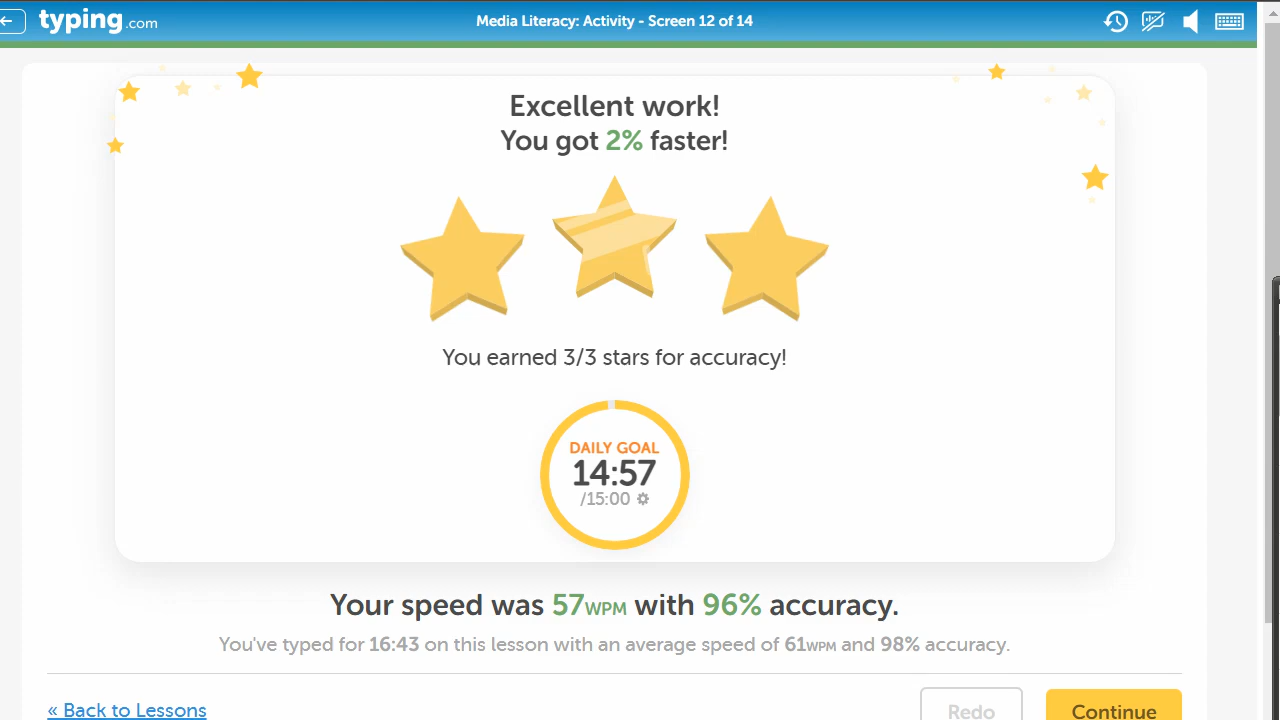 typing.com
Media Literacy: Activity - Screen 12 of 14
Excellent work!
You got 2% faster!
You earned 3/3 stars for accuracy!
DAILY GOAL
14:57
/15:00
Your speed was 57WPM with 96% accuracy.
You've typed for 16:43 on this lesson with an average speed of 61WPM and 98% accuracy.
« Back to Lessons
Redo
Continue